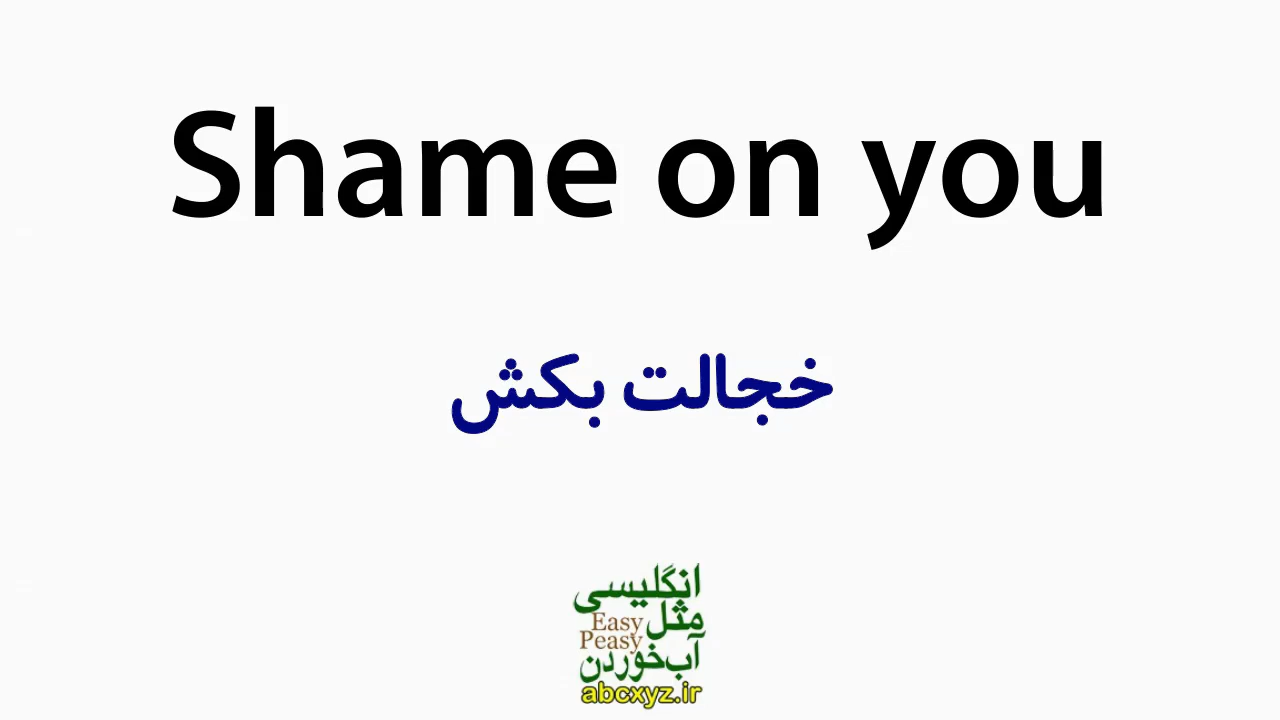 Shame on you
خجالت بکش
انگلیسی
مثل Easy
Peasy
آب‌خوردن
abcxyz.ir